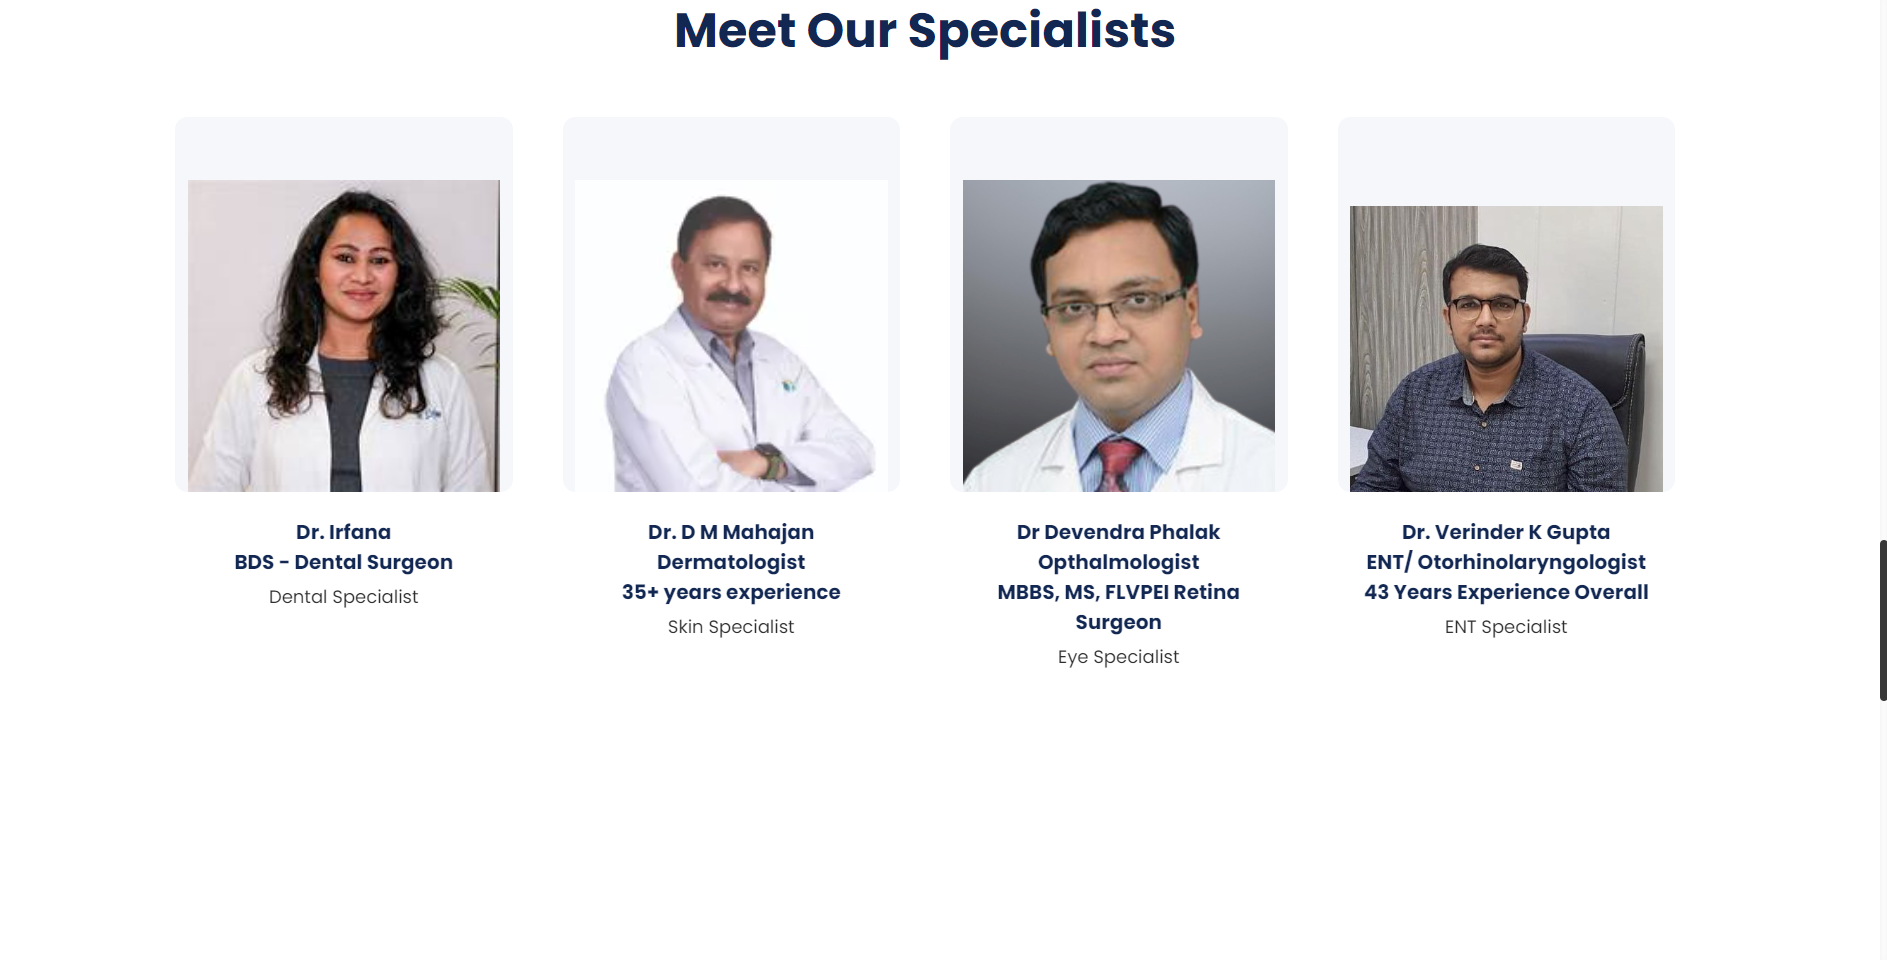 Meet Our Specialists
Dr. Irfana
BDS - Dental Surgeon
Dental Specialist
Dr. D M Mahajan
Dermatologist
35+ years experience
Skin Specialist
Dr Devendra Phalak
Opthalmologist
MBBS, MS, FLVPEI Retina
Surgeon
Eye Specialist
Dr. Verinder K Gupta
ENT/ Otorhinolaryngologist
43 Years Experience Overall
ENT Specialist